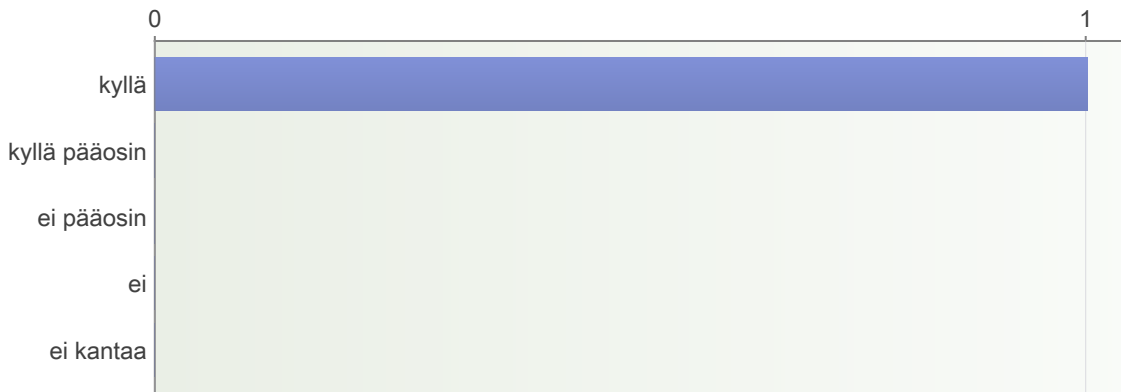 0 1
kyllä
kyllä pääosin
ei pääosin
ei
ei kantaa